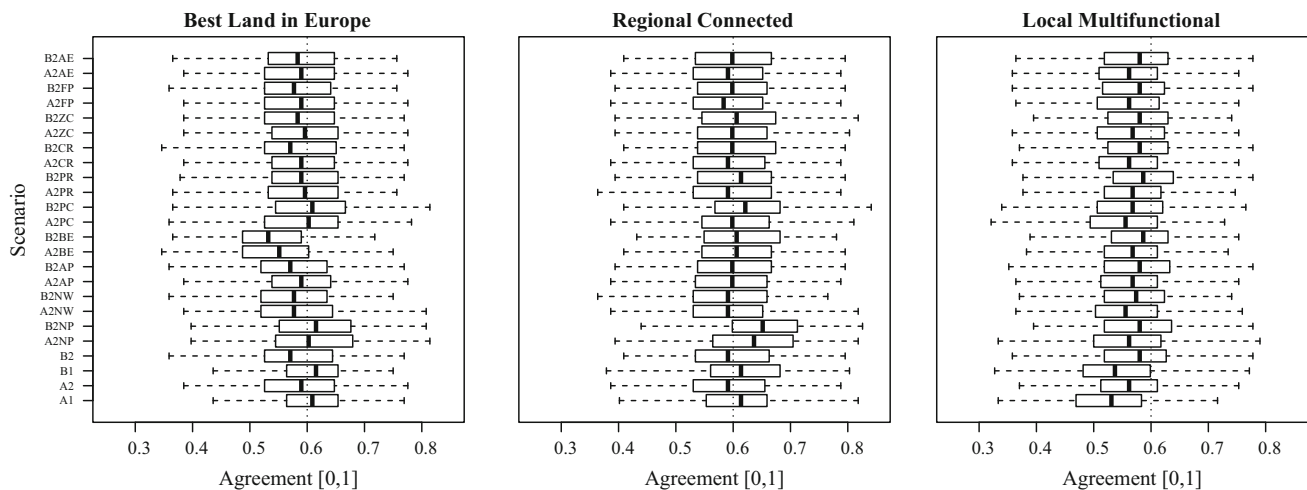 Best Land in Europe
Regional Connected
Local Multifunctional
Scenario
B2AE
A2AE
B2FP
A2FP
B2ZC
A2ZC
B2CR
A2CR
B2PR
A2PR
B2PC
A2PC
B2BE
A2BE
B2AP
A2AP
B2NW
A2NW
B2NP
A2NP
B2
B1
A2
A1
0.3 0.4 0.5 0.6 0.7 0.8
0.3 0.4 0.5 0.6 0.7 0.8
0.3 0.4 0.5 0.6 0.7 0.8
Agreement [0,1]
Agreement [0,1]
Agreement [0,1]